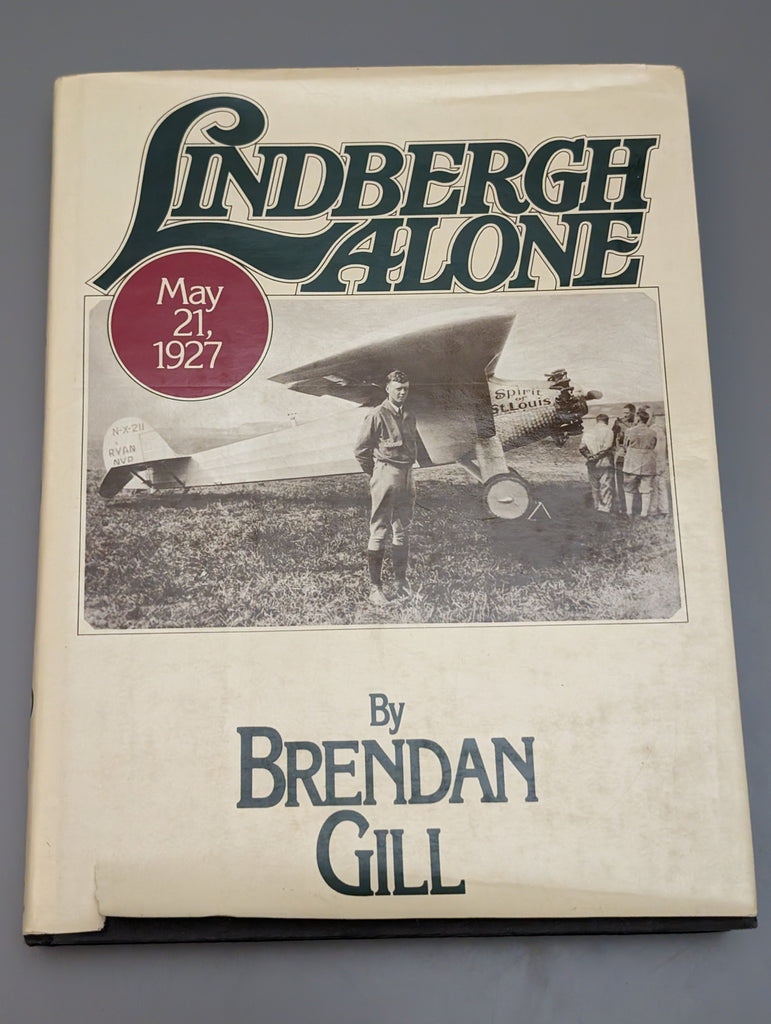 LINDBERGH
ALONE
May
21,
1927
N-X-211
RYAN
NYP
Spirit
of
St. Louis
By
BRENDAN
GILL